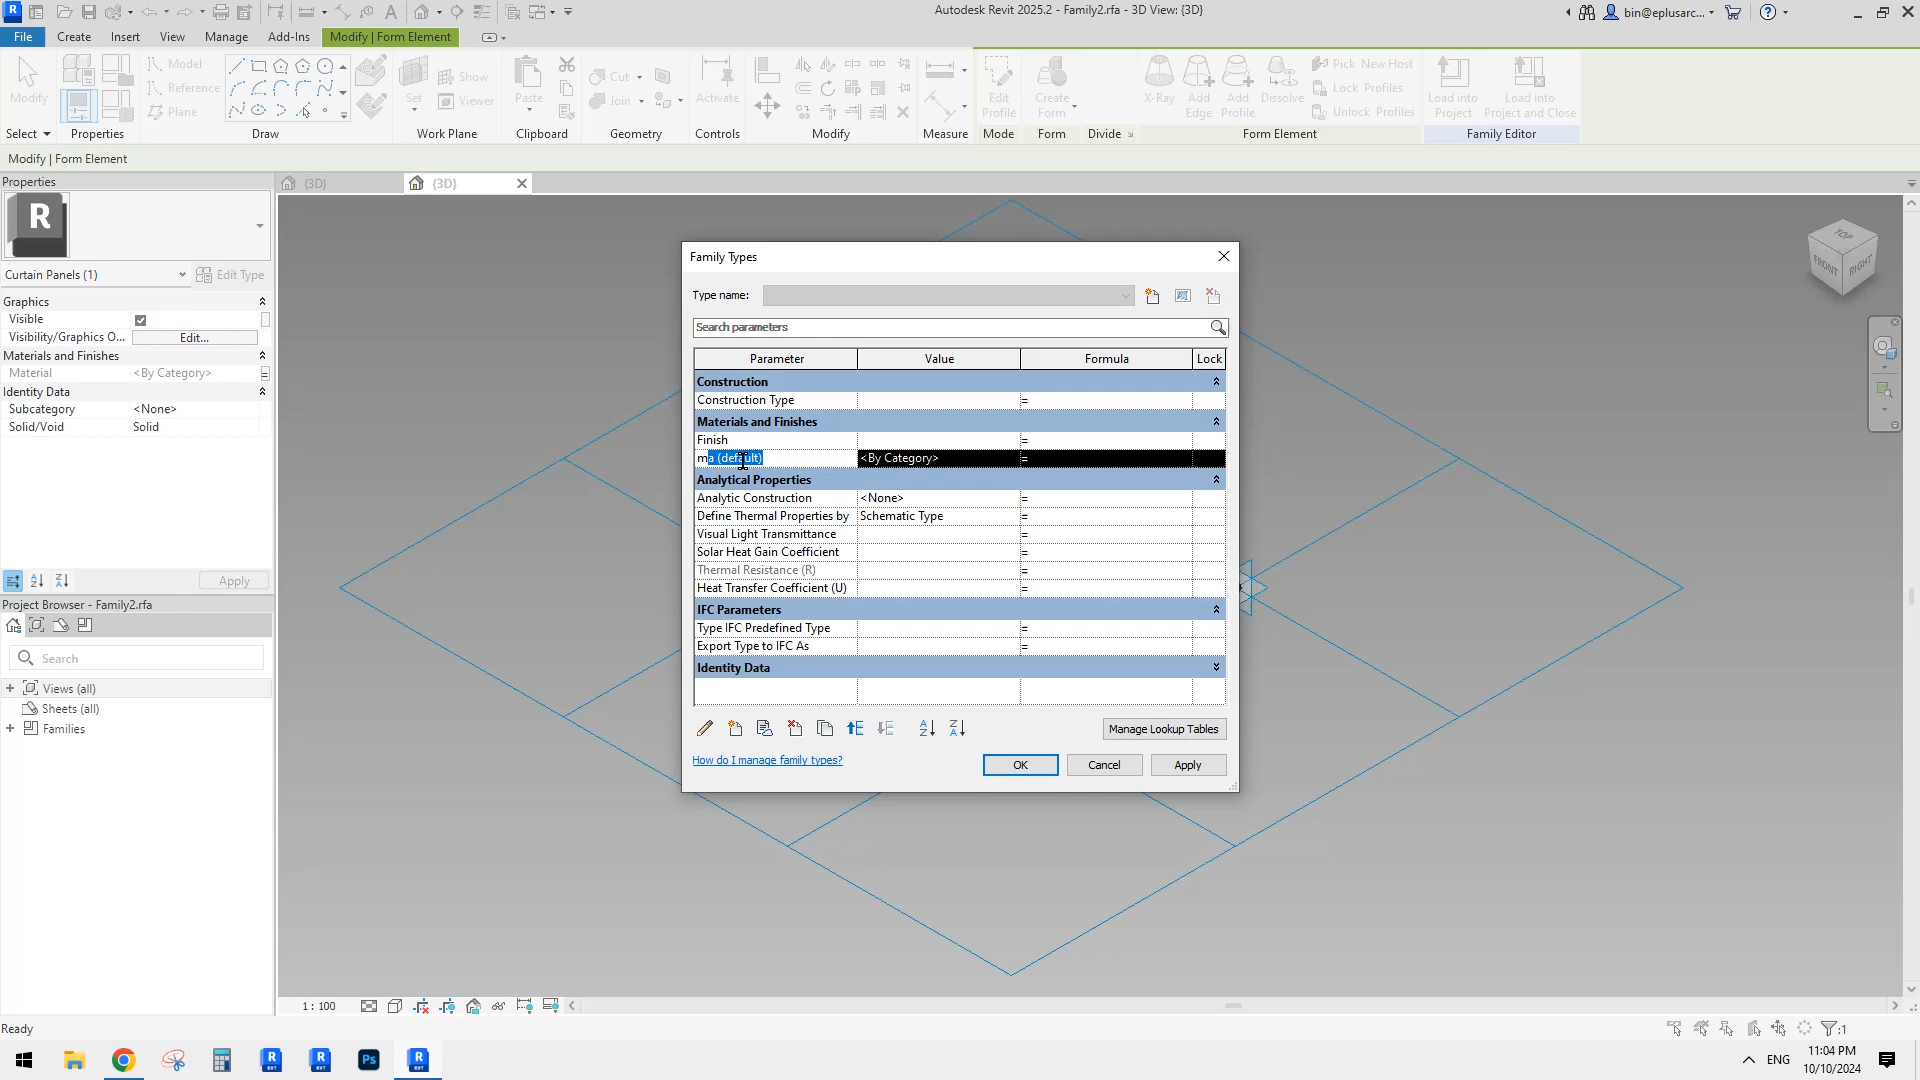 Autodesk Revit 2025.2 - Family2.rfa - 3D View: {3D}
bin@eplusarc...
File Create Insert View Manage Add-Ins Modify | Form Element
Modify
Select
Properties
Model
Reference
Plane
Draw
Set
Show
Viewer
Work Plane
Paste
Clipboard
Cut
Join
Geometry
Activate
Controls
Modify
Measure
Edit
Profile
Mode
Create
Form
Form
Divide
X-Ray
Add
Edge
Add
Profile
Dissolve
Pick New Host
Lock Profiles
Unlock Profiles
Form Element
Load into
Project
Load into
Project and Close
Family Editor
Modify | Form Element
Properties
R
Curtain Panels (1)
Edit Type
Graphics
Visible
Visibility/Graphics O... Edit...
Materials and Finishes
Material <By Category> =
Identity Data
Subcategory <None>
Solid/Void Solid
Apply
Project Browser - Family2.rfa
Search
Views (all)
Sheets (all)
Families
{3D}
{3D}
TOP
FRONT
RIGHT
Family Types
Type name:
Search parameters
Parameter Value Formula Lock
Construction
Construction Type =
Materials and Finishes
Finish =
ma (default) <By Category> =
Analytical Properties
Analytic Construction <None> =
Define Thermal Properties by Schematic Type =
Visual Light Transmittance =
Solar Heat Gain Coefficient =
Thermal Resistance (R) =
Heat Transfer Coefficient (U) =
IFC Parameters
Type IFC Predefined Type =
Export Type to IFC As =
Identity Data
Manage Lookup Tables
How do I manage family types?
OK Cancel Apply
1 : 100
Ready
:1
Ps
ENG
11:04 PM
10/10/2024